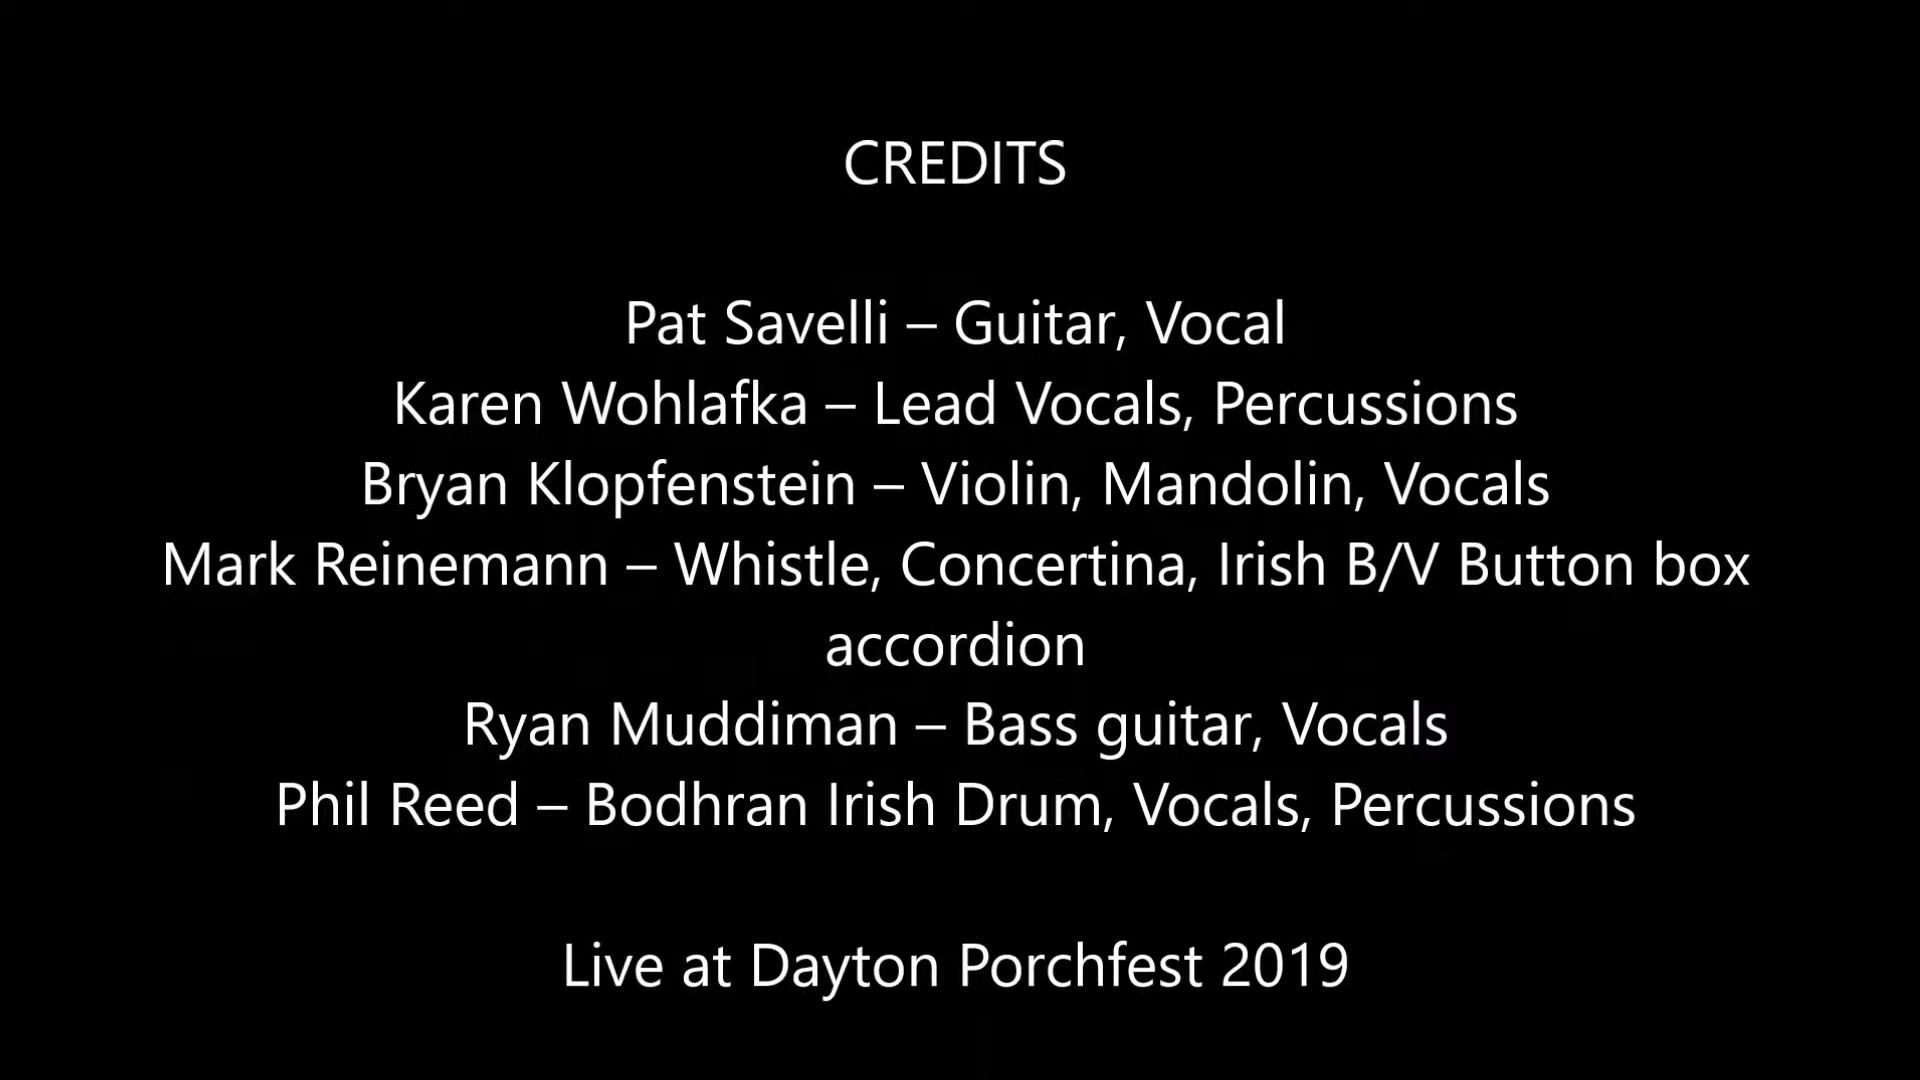 CREDITS
Pat Savelli – Guitar, Vocal
Karen Wohlafka – Lead Vocals, Percussions
Bryan Klopfenstein – Violin, Mandolin, Vocals
Mark Reinemann – Whistle, Concertina, Irish B/V Button box
accordion
Ryan Muddiman – Bass guitar, Vocals
Phil Reed – Bodhran Irish Drum, Vocals, Percussions
Live at Dayton Porchfest 2019